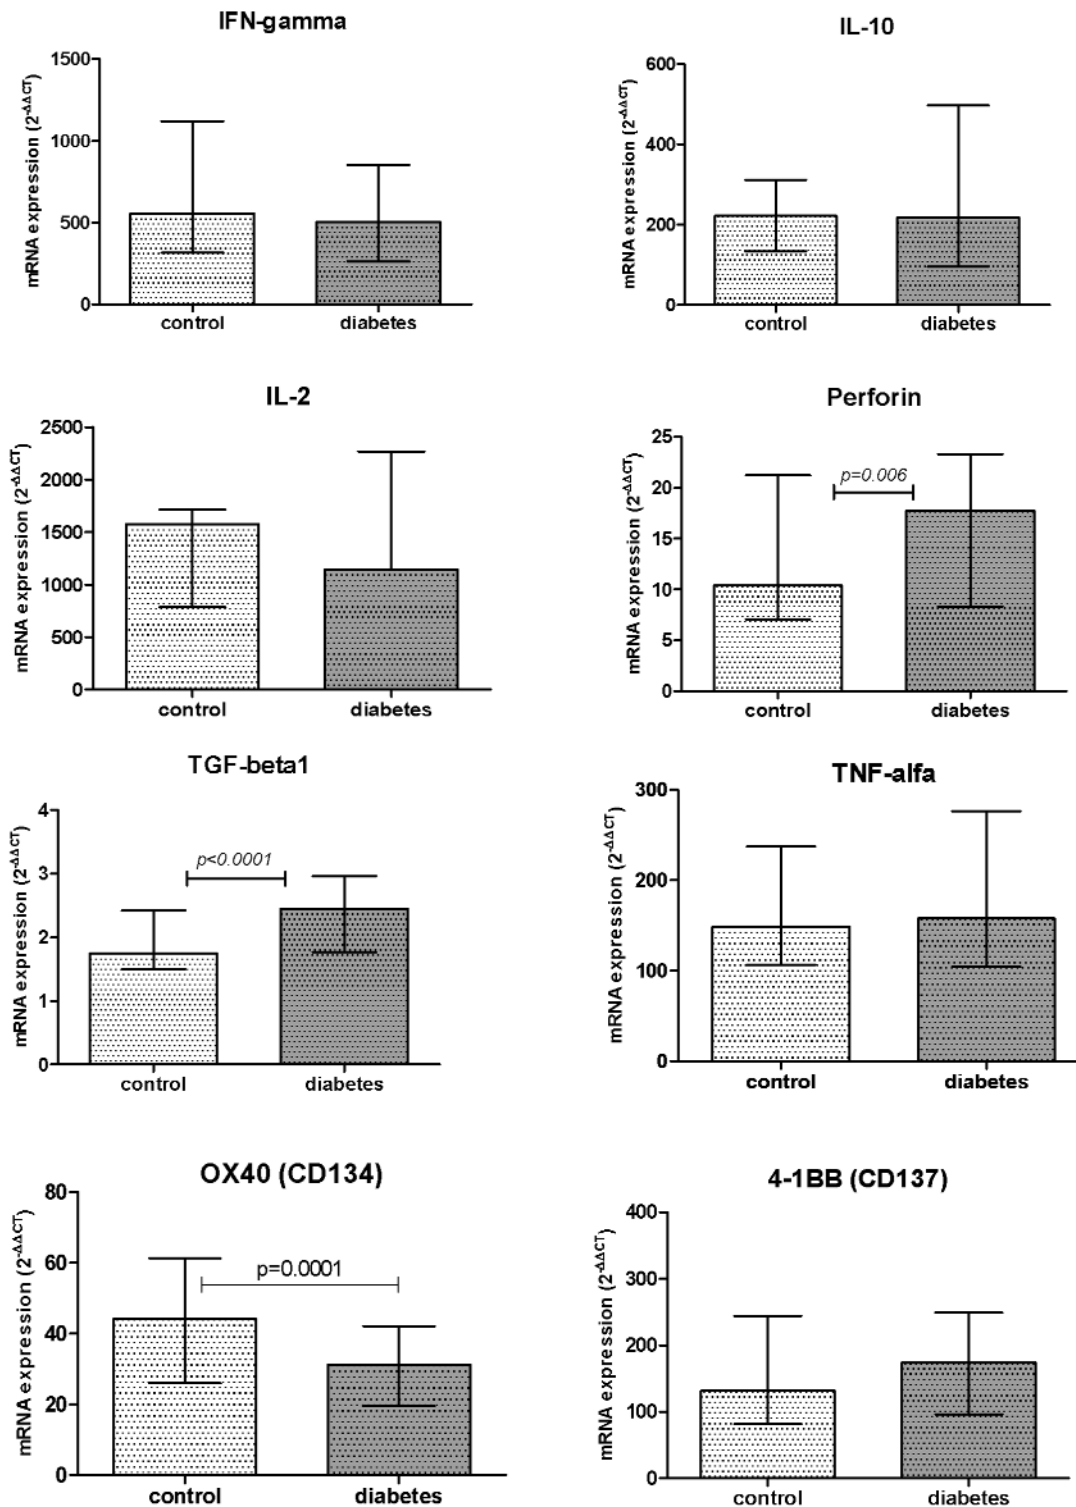 IFN-gamma
mRNA expression (2-ΔΔCT)
1500
1000
500
0
control diabetes
IL-10
mRNA expression (2-ΔΔCT)
600
400
200
0
control diabetes
IL-2
mRNA expression (2-ΔΔCT)
2500
2000
1500
1000
500
0
control diabetes
Perforin
mRNA expression (2-ΔΔCT)
25
20
15
10
5
0
p=0.006
control diabetes
TGF-beta1
mRNA expression (2-ΔΔCT)
4
3
2
1
0
p<0.0001
control diabetes
TNF-alfa
mRNA expression (2-ΔΔCT)
300
200
100
0
control diabetes
OX40 (CD134)
mRNA expression (2-ΔΔCT)
80
60
40
20
0
p=0.0001
control diabetes
4-1BB (CD137)
mRNA expression (2-ΔΔCT)
400
300
200
100
0
control diabetes